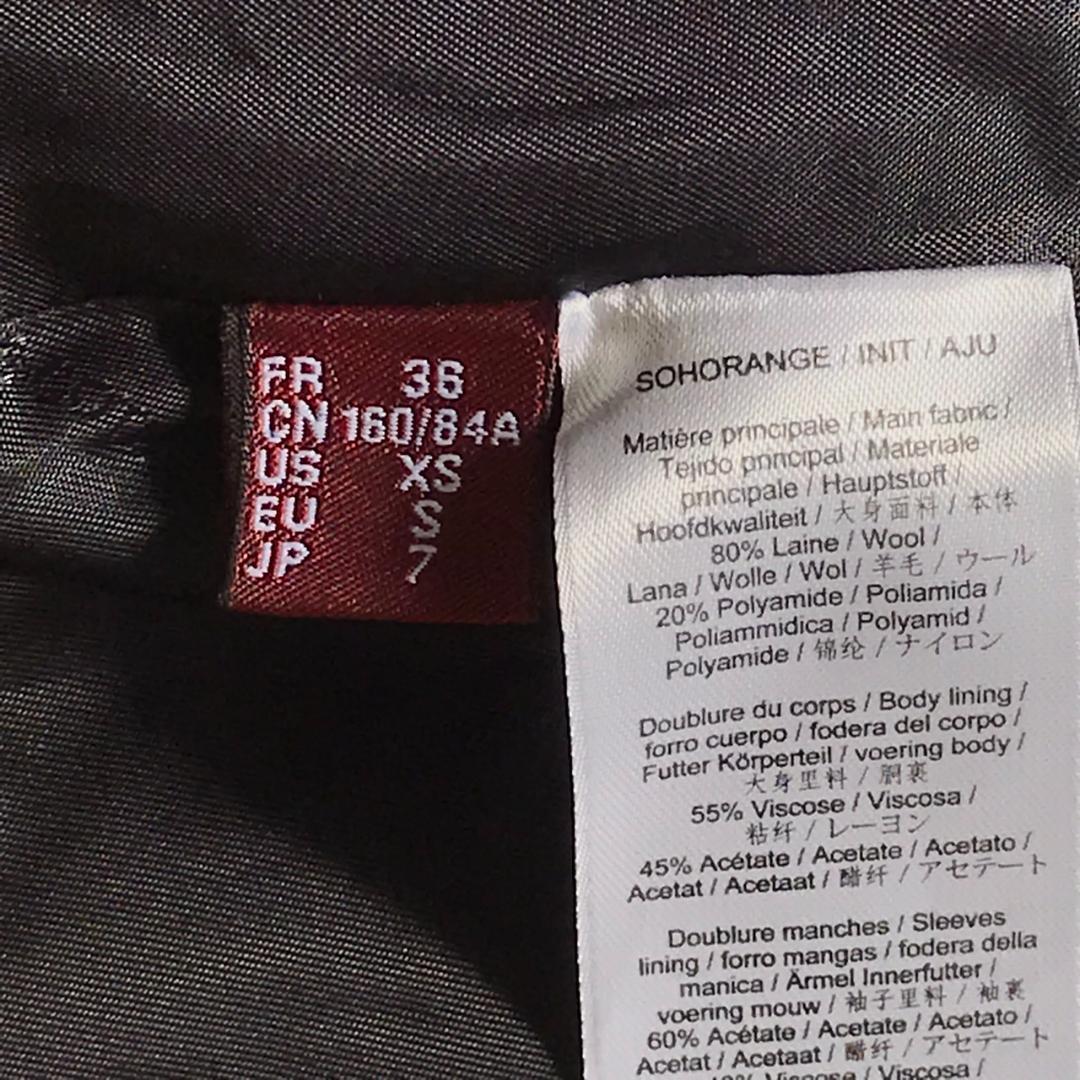 FR 36
CN 160/84A
US XS
EU S
JP 7
SOHORANGE / INIT / AJU
Matière principale / Main fabric /
Tejido principal / Materiale
principale / Hauptstoff /
Hoofdkwaliteit / 大身面料 / 本体
80% Laine / Wool /
Lana / Wolle / Wol / 羊毛 / ウール
20% Polyamide / Poliamida /
Poliammidica / Polyamid /
Polyamide / 锦纶 / ナイロン
Doublure du corps / Body lining /
forro cuerpo / fodera del corpo /
Futter Körperteil / voering body /
大身里料 / 胴裏
55% Viscose / Viscosa /
粘纤 / レーヨン
45% Acétate / Acetate / Acetato /
Acetat / Acetaat / 醋纤 / アセテート
Doublure manches / Sleeves
lining / forro mangas / fodera della
manica / Ärmel Innerfutter /
voering mouw / 袖子里料 / 袖裏
60% Acétate / Acetate / Acetato /
Acetat / Acetaat / 醋纤 / アセテート
Viscose / Viscosa /